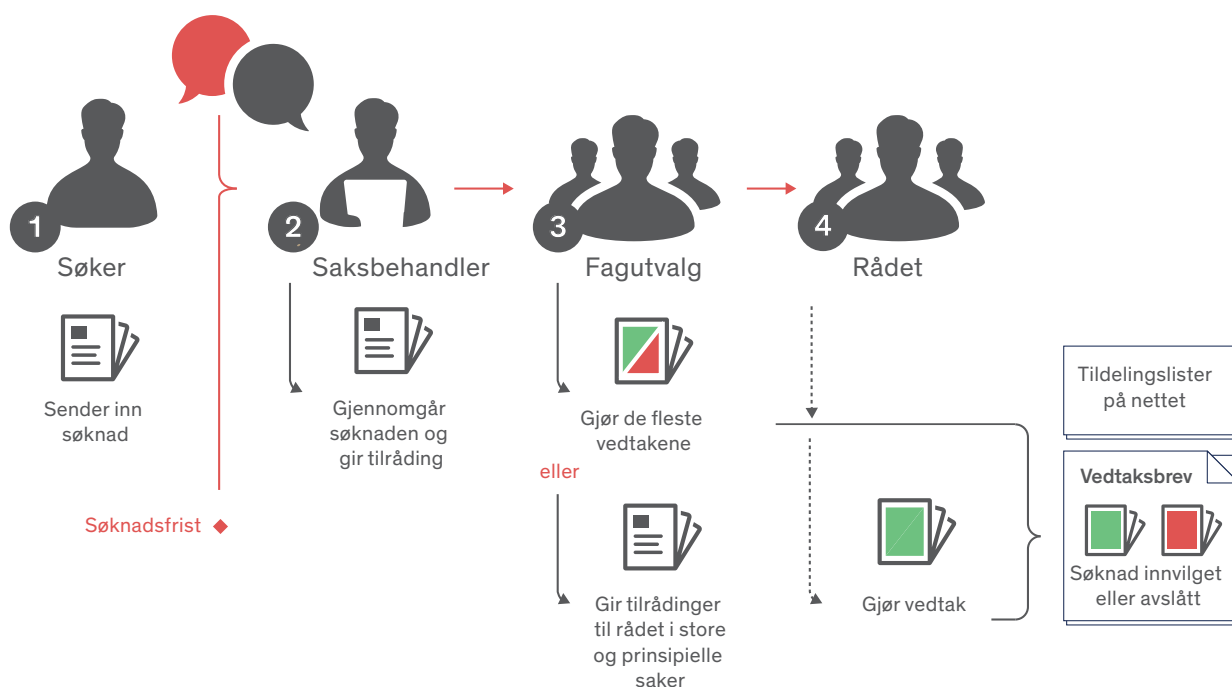 1
Søker
Sender inn
søknad
Søknadsfrist
2
Saksbehandler
Gjennomgår
søknaden og
gir tilråding
3
Fagutvalg
Gjør de fleste
vedtakene
eller
Gir tilrådinger
til rådet i store
og prinsipielle
saker
4
Rådet
Gjør vedtak
Tildelingslister
på nettet
Vedtaksbrev
Søknad innvilget
eller avslått